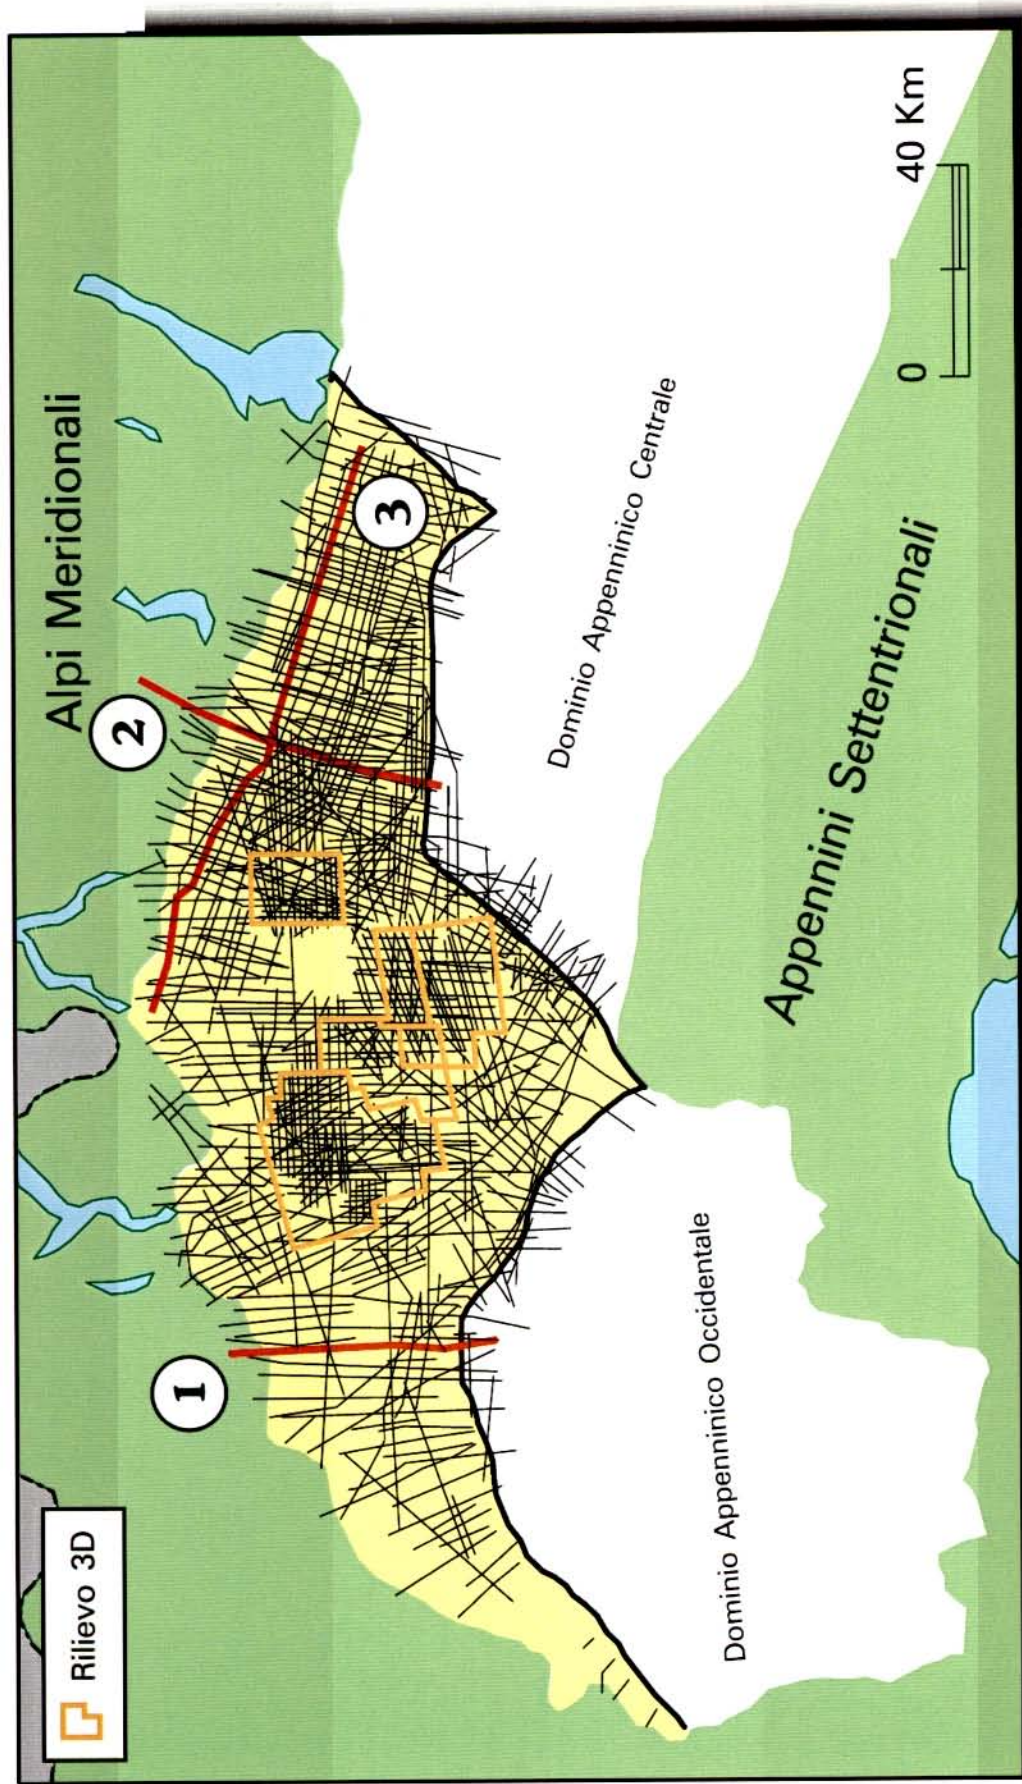 Rilievo 3D
Alpi Meridionali
1
2
3
Dominio Appenninico Occidentale
Dominio Appenninico Centrale
Appennini Settentrionali
0
40 Km